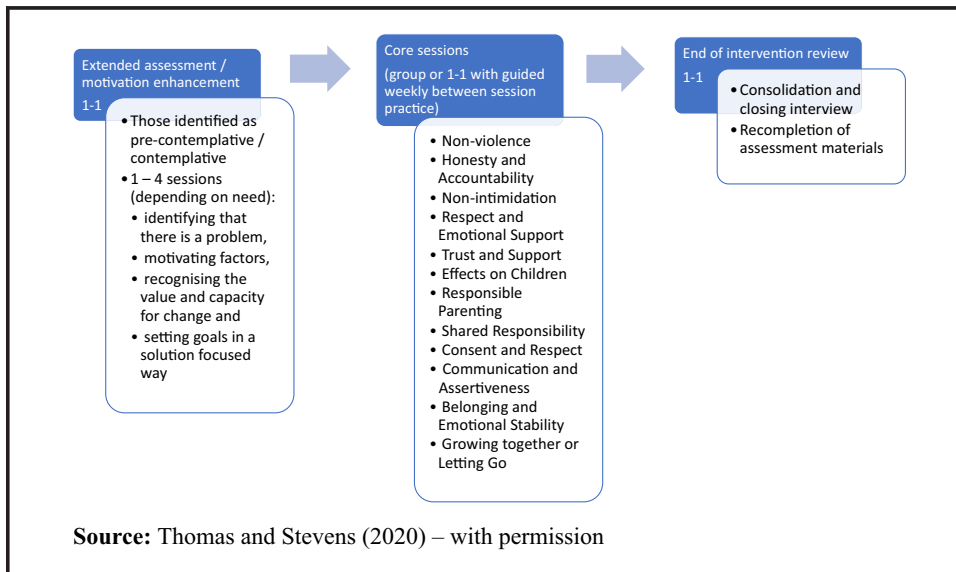 Extended assessment /
motivation enhancement
1-1
• Those identified as
pre-contemplative /
contemplative
• 1 – 4 sessions
(depending on need):
• identifying that
there is a problem,
• motivating factors,
• recognising the
value and capacity
for change and
• setting goals in a
solution focused
way
Core sessions
(group or 1-1 with guided
weekly between session
practice)
• Non-violence
• Honesty and
Accountability
• Non-intimidation
• Respect and
Emotional Support
• Trust and Support
• Effects on Children
• Responsible
Parenting
• Shared Responsibility
• Consent and Respect
• Communication and
Assertiveness
• Belonging and
Emotional Stability
• Growing together or
Letting Go
End of intervention review
1-1
• Consolidation and
closing interview
• Recompletion of
assessment materials
Source: Thomas and Stevens (2020) – with permission